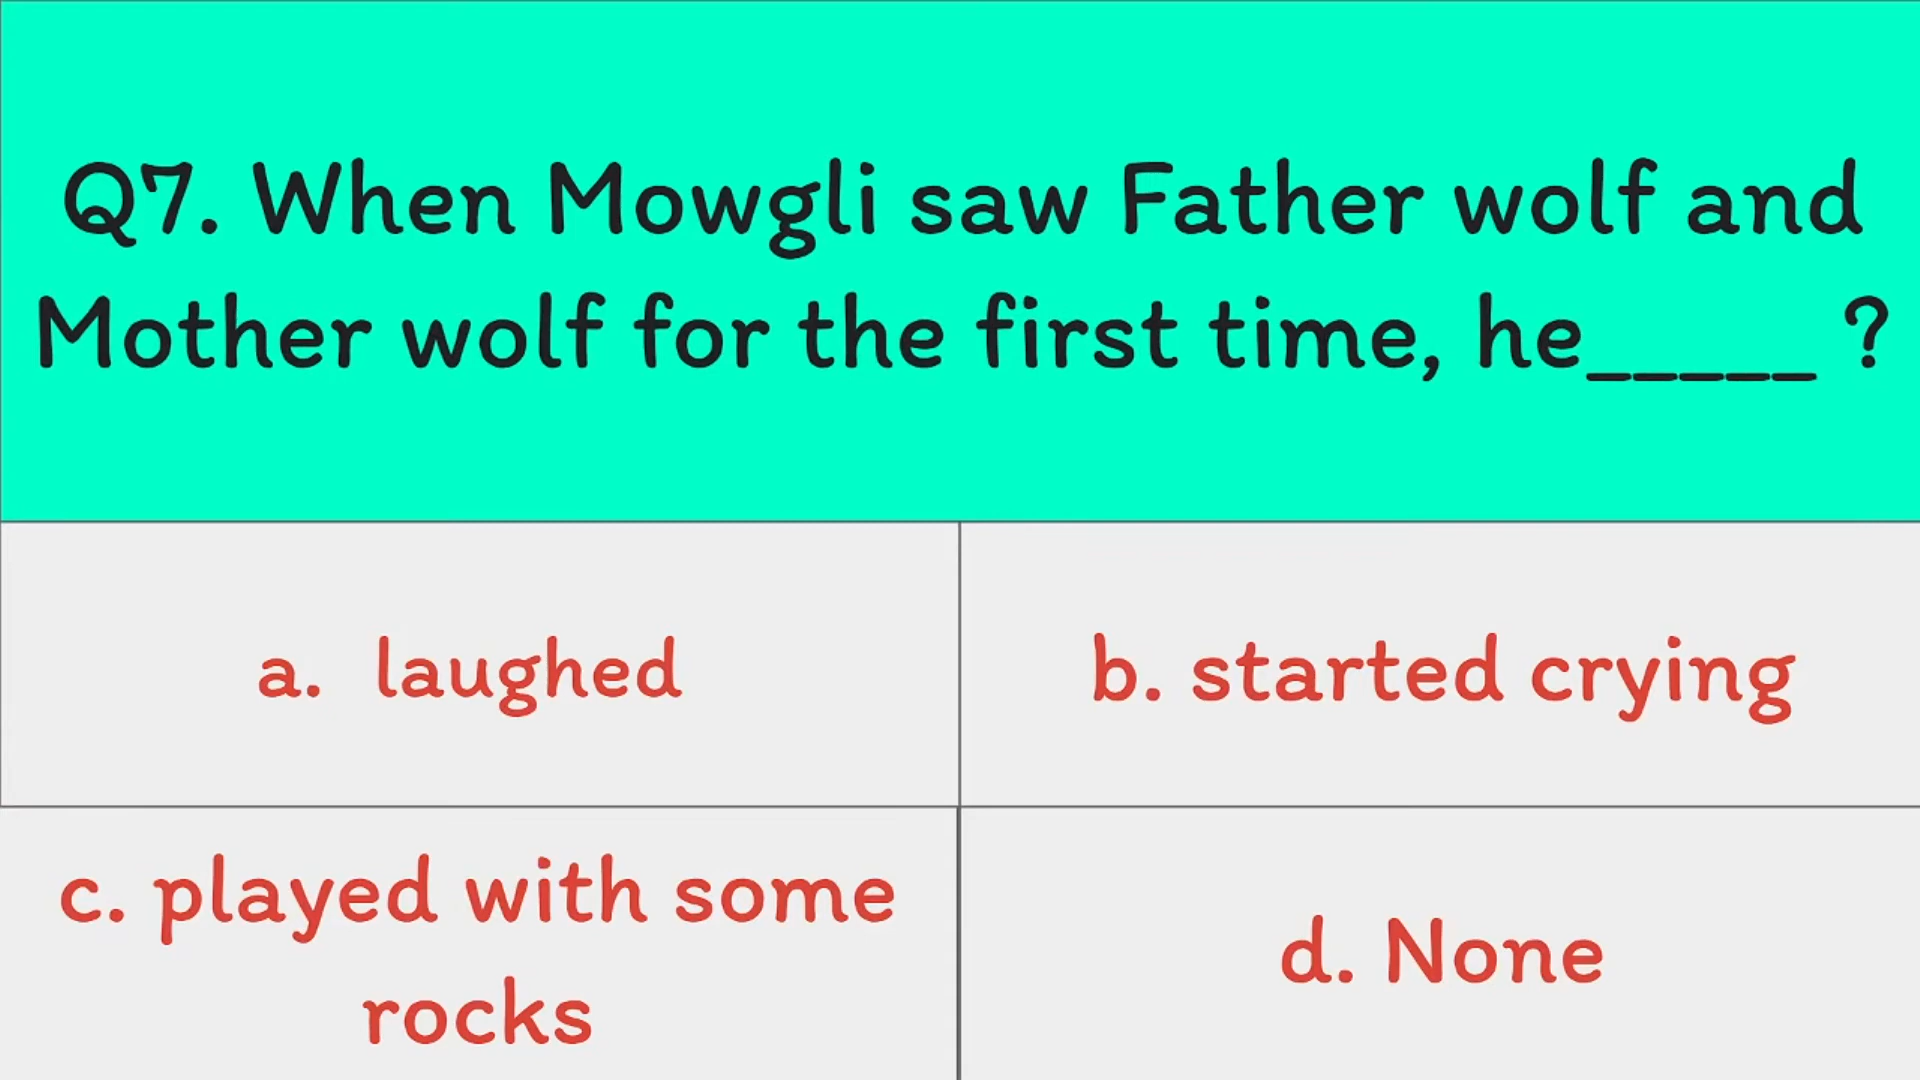 Q7. When Mowgli saw Father wolf and
Mother wolf for the first time, he_____ ?
a. laughed
b. started crying
c. played with some
rocks
d. None